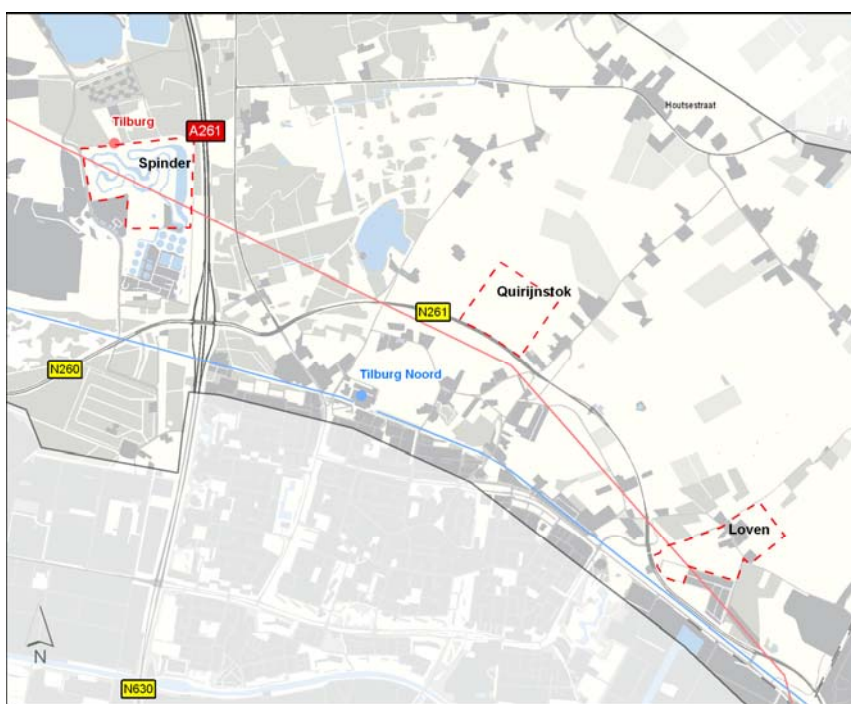 Houtsestraat
Tilburg
A261
Spinder
Quirijnstok
N261
N260
Tilburg Noord
Loven
N
N630